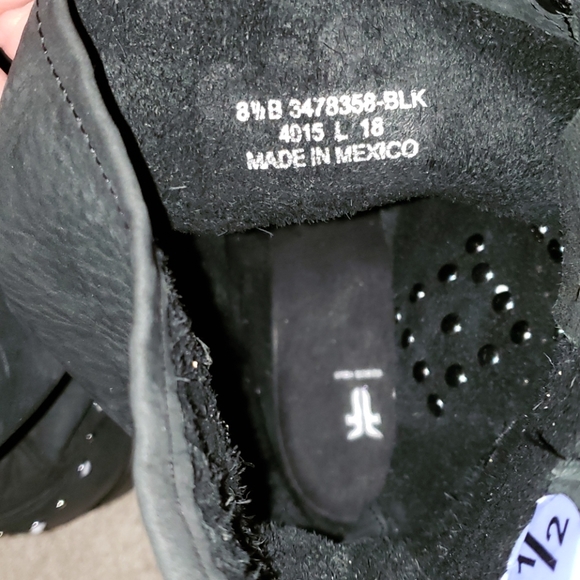 8½B 3478358-BLK
4015 L 18
MADE IN MEXICO
1/2